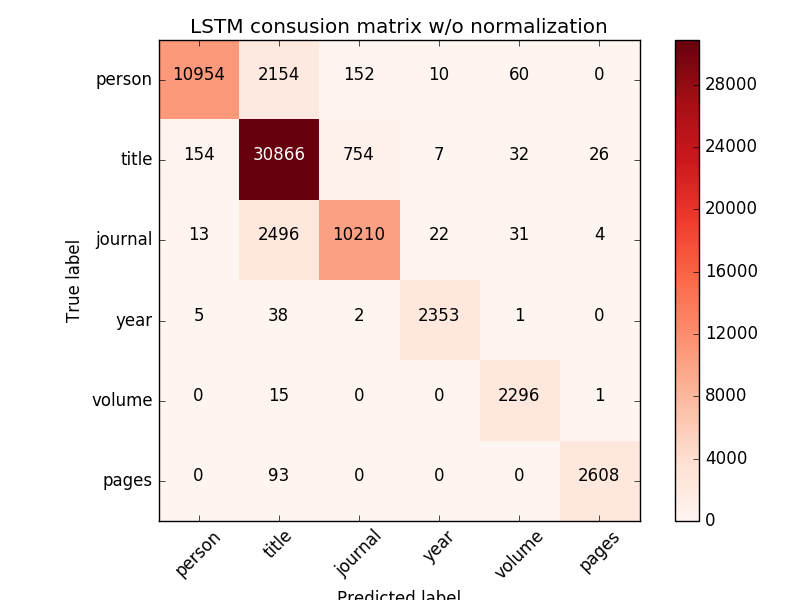 LSTM consusion matrix w/o normalization
person 10954 2154 152 10 60 0
title 154 30866 754 7 32 26
journal 13 2496 10210 22 31 4
year 5 38 2 2353 1 0
volume 0 15 0 0 2296 1
pages 0 93 0 0 0 2608
person title journal year volume pages
True label
Predicted label
28000
24000
20000
16000
12000
8000
4000
0